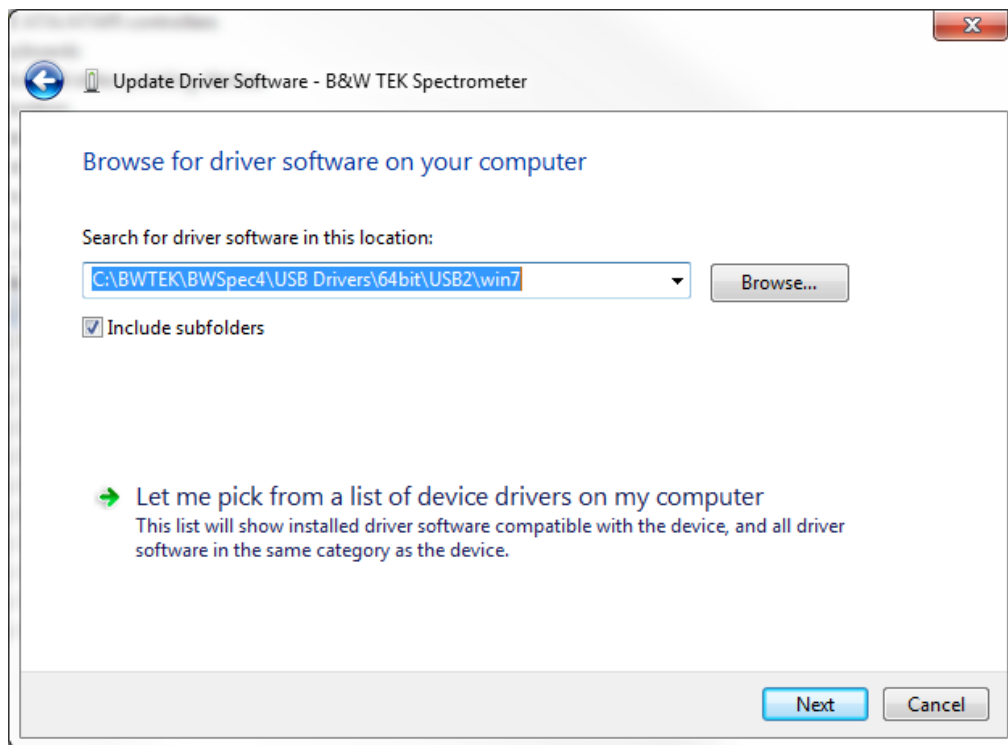 Update Driver Software - B&W TEK Spectrometer
Browse for driver software on your computer
Search for driver software in this location:
C:\BWTEK\BWSpec4\USB Drivers\64bit\USB2\win7
Browse...
Include subfolders
Let me pick from a list of device drivers on my computer
This list will show installed driver software compatible with the device, and all driver
software in the same category as the device.
Next
Cancel